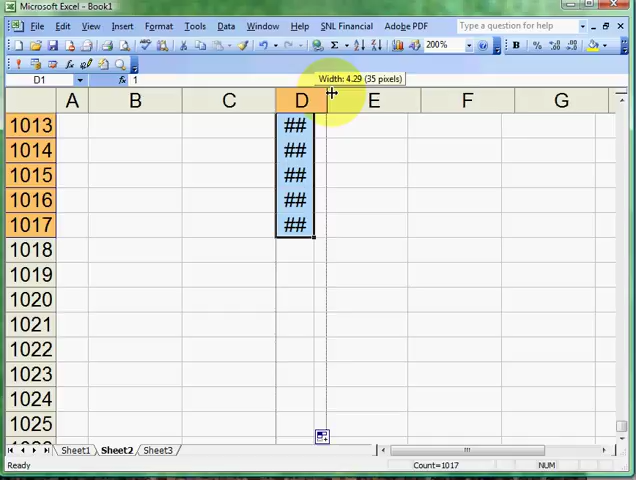 Microsoft Excel - Book1
File Edit View Insert Format Tools Data Window Help SNL Financial Adobe PDF Type a question for help
200% B %
D1 fx 1
Width: 4.29 (35 pixels)
A B C D E F G
1013 ##
1014 ##
1015 ##
1016 ##
1017 ##
1018
1019
1020
1021
1022
1023
1024
1025
Sheet1 Sheet2 Sheet3
Ready Count=1017 NUM